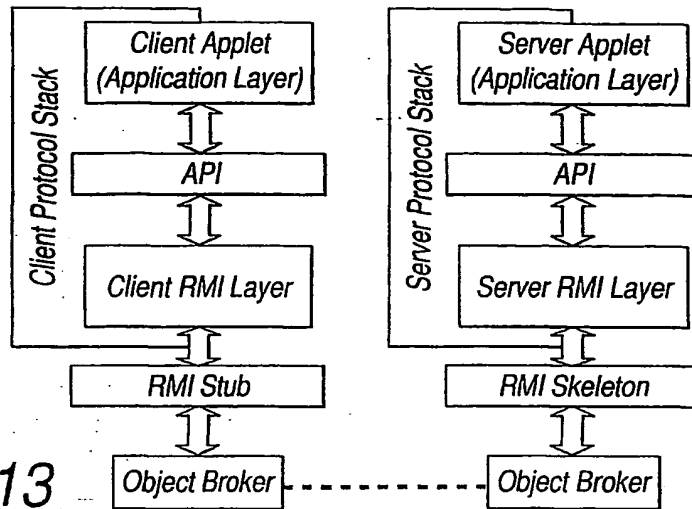 Client Protocol Stack
Client Applet
(Application Layer)
API
Client RMI Layer
RMI Stub
Object Broker
Server Protocol Stack
Server Applet
(Application Layer)
API
Server RMI Layer
RMI Skeleton
Object Broker
13